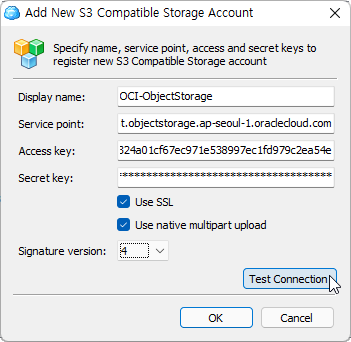 Add New S3 Compatible Storage Account
Specify name, service point, access and secret keys to
register new S3 Compatible Storage account
Display name:
OCI-ObjectStorage
Service point:
t.objectstorage.ap-seoul-1.oraclecloud.com
Access key:
324a01cf67ec971e538997ec1fd979c2ea54e
Secret key:
************************************
Use SSL
Use native multipart upload
Signature version:
4
Test Connection
OK
Cancel